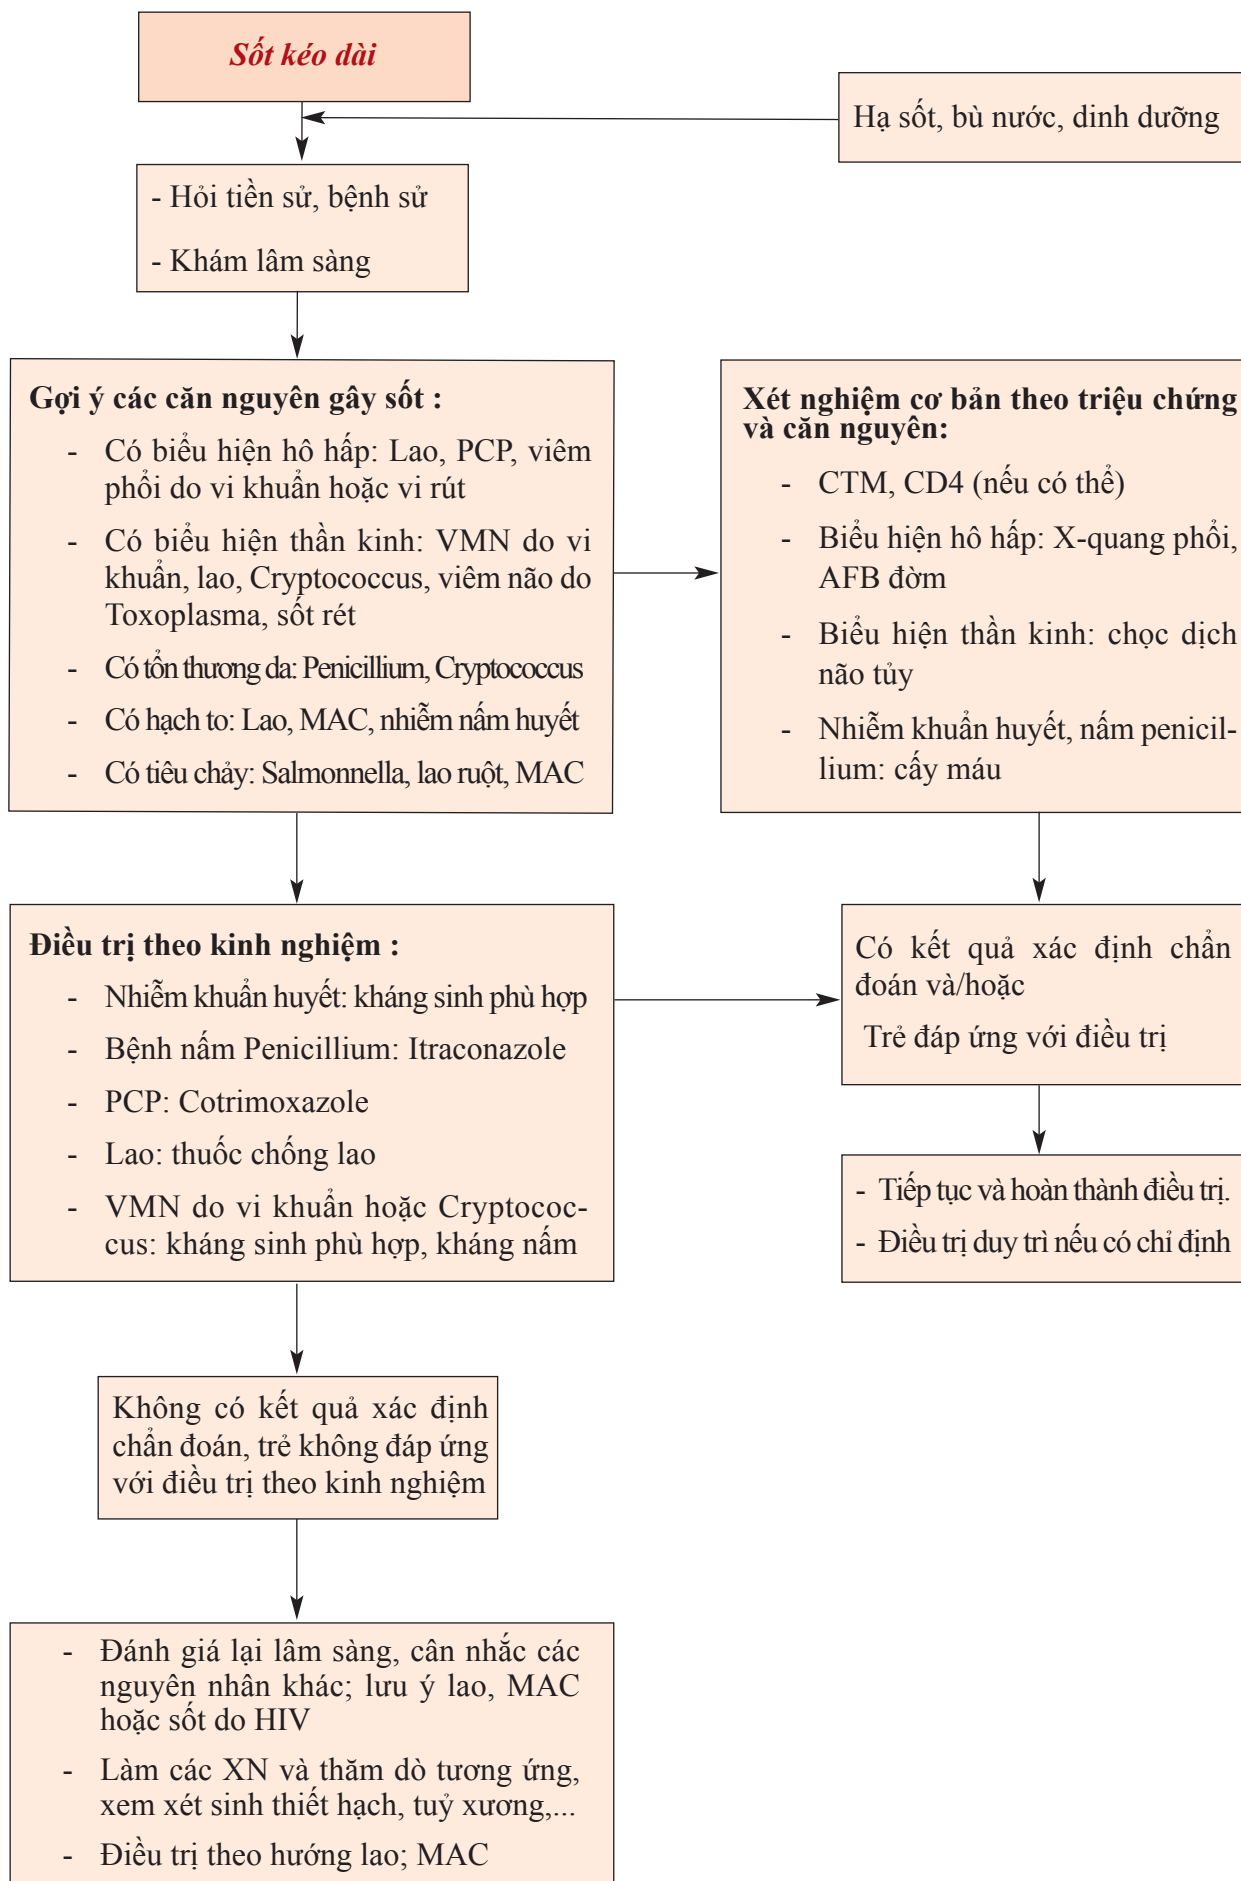 Sốt kéo dài
Hạ sốt, bù nước, dinh dưỡng
- Hỏi tiền sử, bệnh sử
- Khám lâm sàng
Gợi ý các căn nguyên gây sốt :
- Có biểu hiện hô hấp: Lao, PCP, viêm
phổi do vi khuẩn hoặc vi rút
- Có biểu hiện thần kinh: VMN do vi
khuẩn, lao, Cryptococcus, viêm não do
Toxoplasma, sốt rét
- Có tổn thương da: Penicillium, Cryptococcus
- Có hạch to: Lao, MAC, nhiễm nấm huyết
- Có tiêu chảy: Salmonnella, lao ruột, MAC
Xét nghiệm cơ bản theo triệu chứng
và căn nguyên:
- CTM, CD4 (nếu có thể)
- Biểu hiện hô hấp: X-quang phổi,
AFB đờm
- Biểu hiện thần kinh: chọc dịch
não tủy
- Nhiễm khuẩn huyết, nấm penicil-
lium: cấy máu
Điều trị theo kinh nghiệm :
- Nhiễm khuẩn huyết: kháng sinh phù hợp
- Bệnh nấm Penicillium: Itraconazole
- PCP: Cotrimoxazole
- Lao: thuốc chống lao
- VMN do vi khuẩn hoặc Cryptococ-
cus: kháng sinh phù hợp, kháng nấm
Có kết quả xác định chẩn
đoán và/hoặc
Trẻ đáp ứng với điều trị
- Tiếp tục và hoàn thành điều trị.
- Điều trị duy trì nếu có chỉ định
Không có kết quả xác định
chẩn đoán, trẻ không đáp ứng
với điều trị theo kinh nghiệm
- Đánh giá lại lâm sàng, cân nhắc các
nguyên nhân khác; lưu ý lao, MAC
hoặc sốt do HIV
- Làm các XN và thăm dò tương ứng,
xem xét sinh thiết hạch, tuỷ xương,...
- Điều trị theo hướng lao; MAC